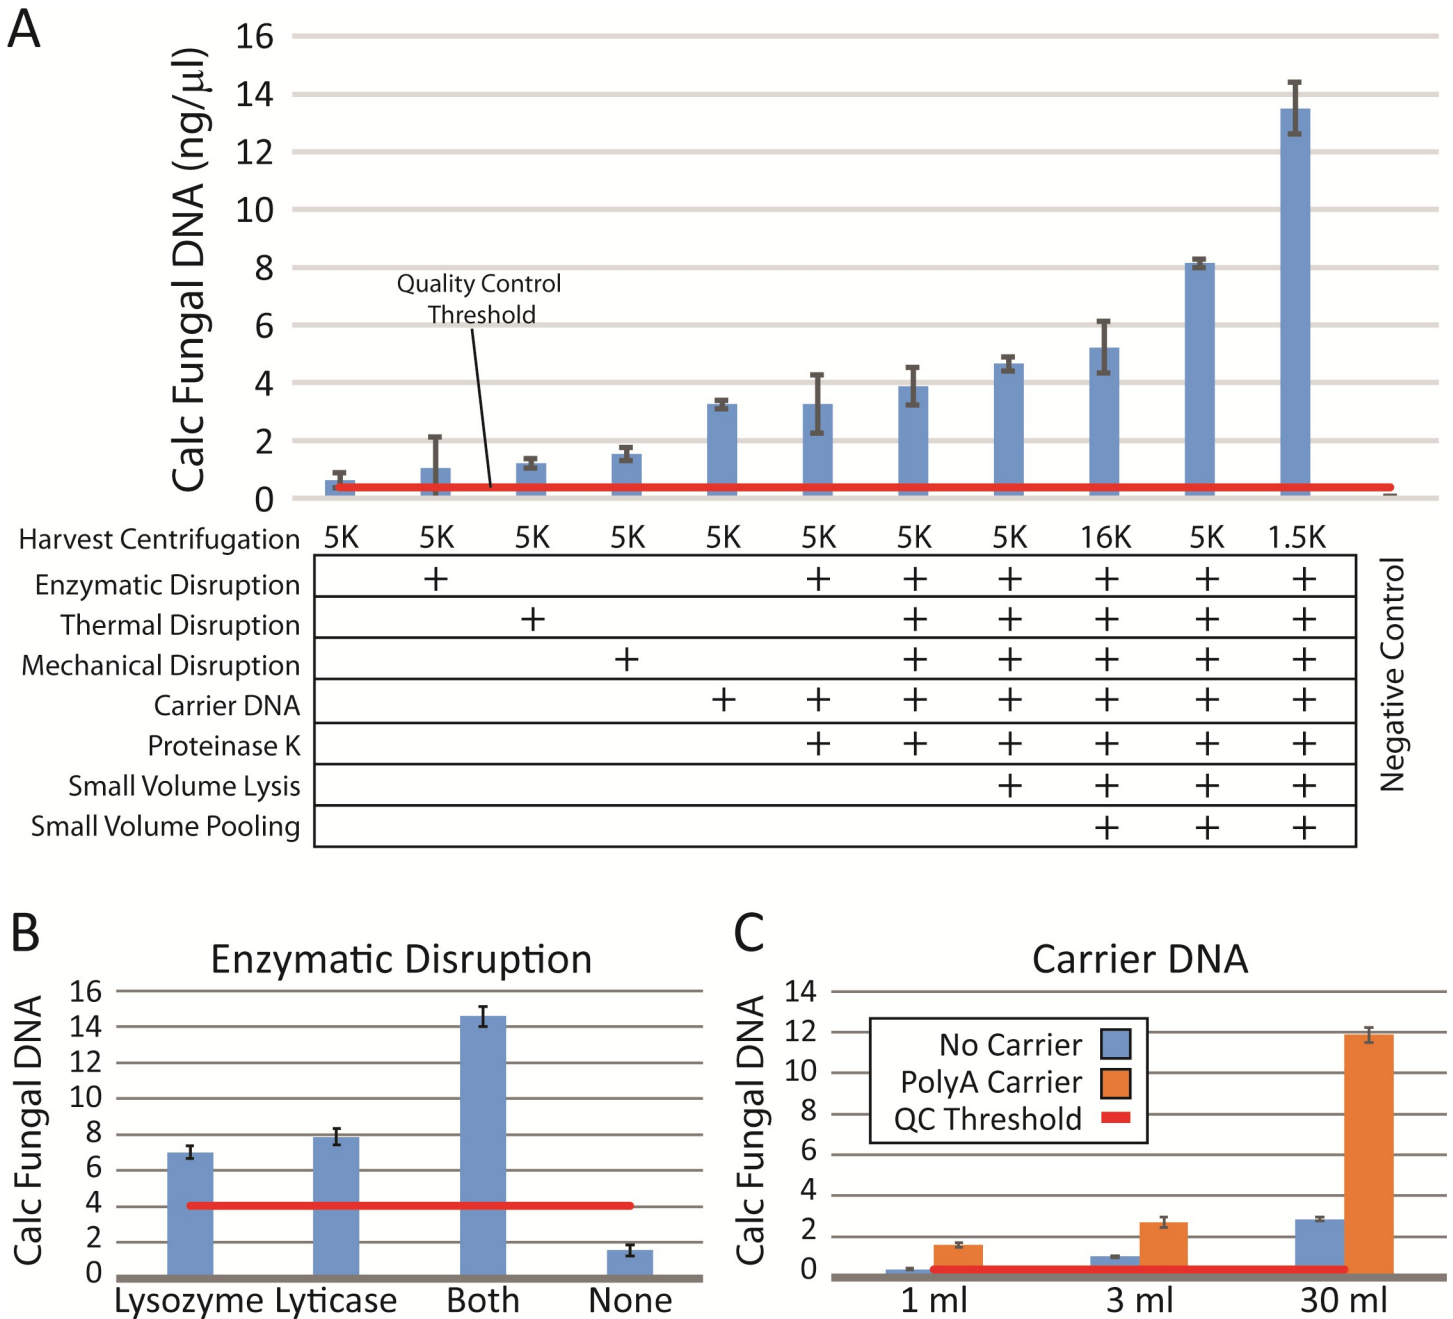 A
Calc Fungal DNA (ng/µl)
16
14
12
10
8
6
4
2
0
Quality Control
Threshold
Harvest Centrifugation 5K 5K 5K 5K 5K 5K 5K 5K 16K 5K 1.5K
Enzymatic Disruption + + + + + + +
Thermal Disruption + + + + + +
Mechanical Disruption + + + + + +
Carrier DNA + + + + + + +
Proteinase K + + + + + +
Small Volume Lysis + + + +
Small Volume Pooling + + +
Negative Control
B
Enzymatic Disruption
Calc Fungal DNA
16
14
12
10
8
6
4
2
0
Lysozyme Lyticase Both None
C
Carrier DNA
Calc Fungal DNA
14
12
10
8
6
4
2
0
No Carrier
PolyA Carrier
QC Threshold
1 ml 3 ml 30 ml